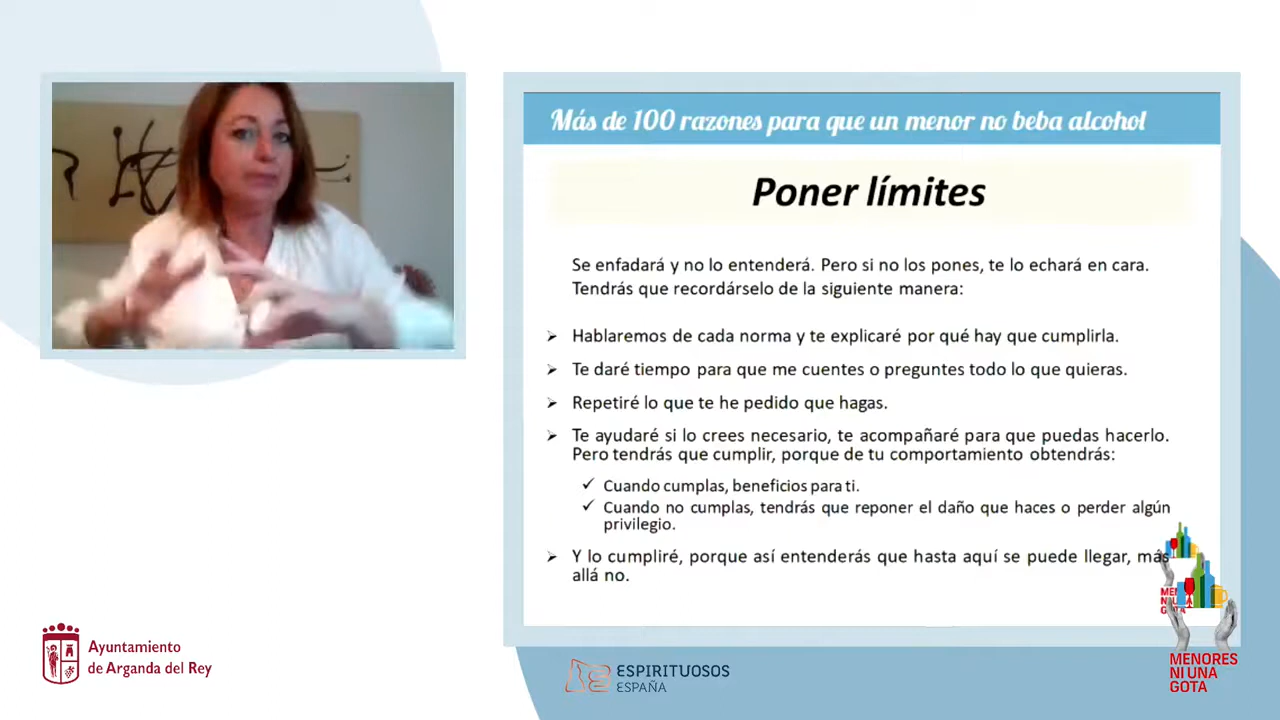 Más de 100 razones para que un menor no beba alcohol
Poner límites
Se enfadará y no lo entenderá. Pero si no los pones, te lo echará en cara.
Tendrás que recordárselo de la siguiente manera:
Hablaremos de cada norma y te explicaré por qué hay que cumplirla.
Te daré tiempo para que me cuentes o preguntes todo lo que quieras.
Repetiré lo que te he pedido que hagas.
Te ayudaré si lo crees necesario, te acompañaré para que puedas hacerlo.
Pero tendrás que cumplir, porque de tu comportamiento obtendrás:
Cuando cumplas, beneficios para ti.
Cuando no cumplas, tendrás que reponer el daño que haces o perder algún
privilegio.
Y lo cumpliré, porque así entenderás que hasta aquí se puede llegar, más
allá no.
Ayuntamiento
de Arganda del Rey
ESPIRITUOSOS
ESPAÑA
MENORES
NI UNA
GOTA